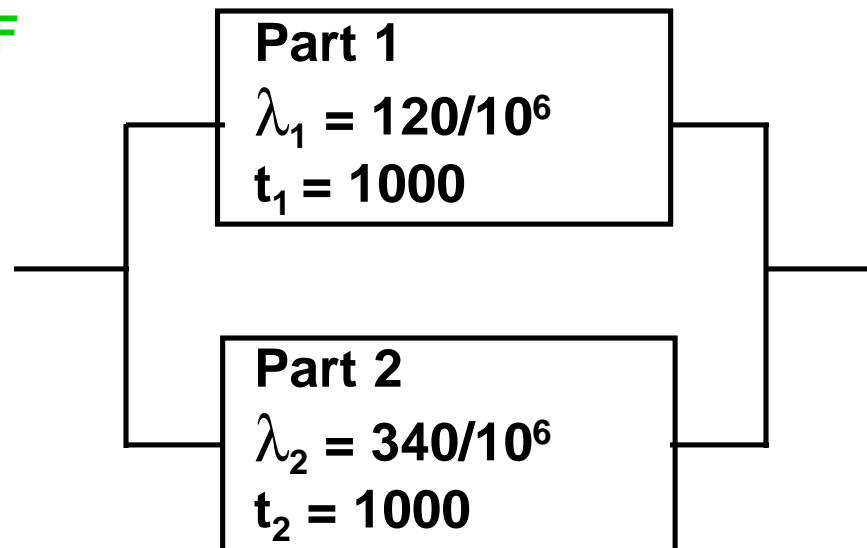 F
Part 1
λ₁ = 120/10⁶
t₁ = 1000
Part 2
λ₂ = 340/10⁶
t₂ = 1000